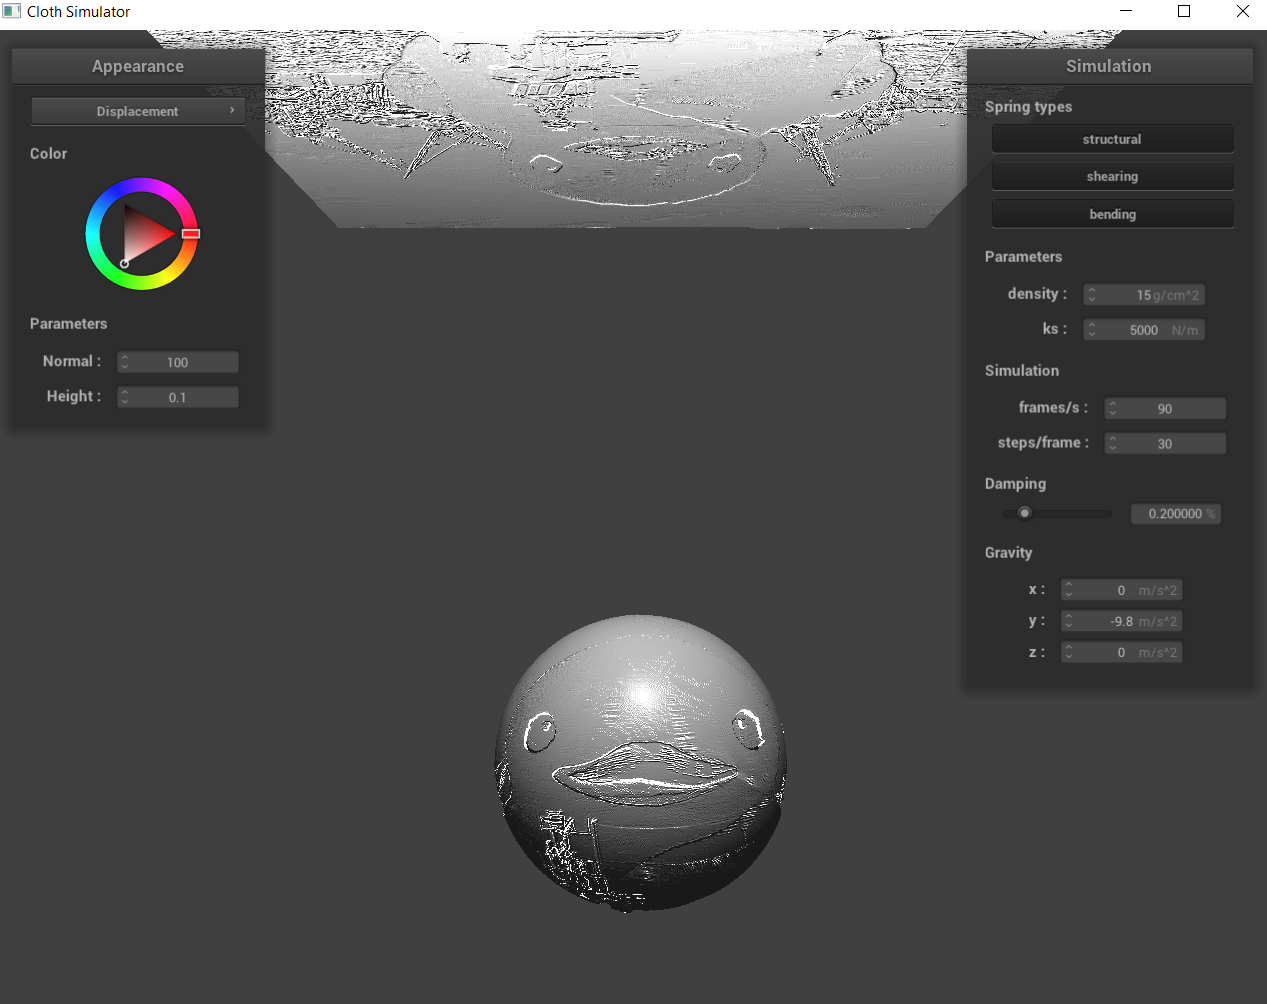 Cloth Simulator
Appearance
Displacement
Color
Parameters
Normal : 100
Height : 0.1
Simulation
Spring types
structural
shearing
bending
Parameters
density : 15 g/cm^2
ks : 5000 N/m
Simulation
frames/s : 90
steps/frame : 30
Damping
0.200000 %
Gravity
x : 0 m/s^2
y : -9.8 m/s^2
z : 0 m/s^2